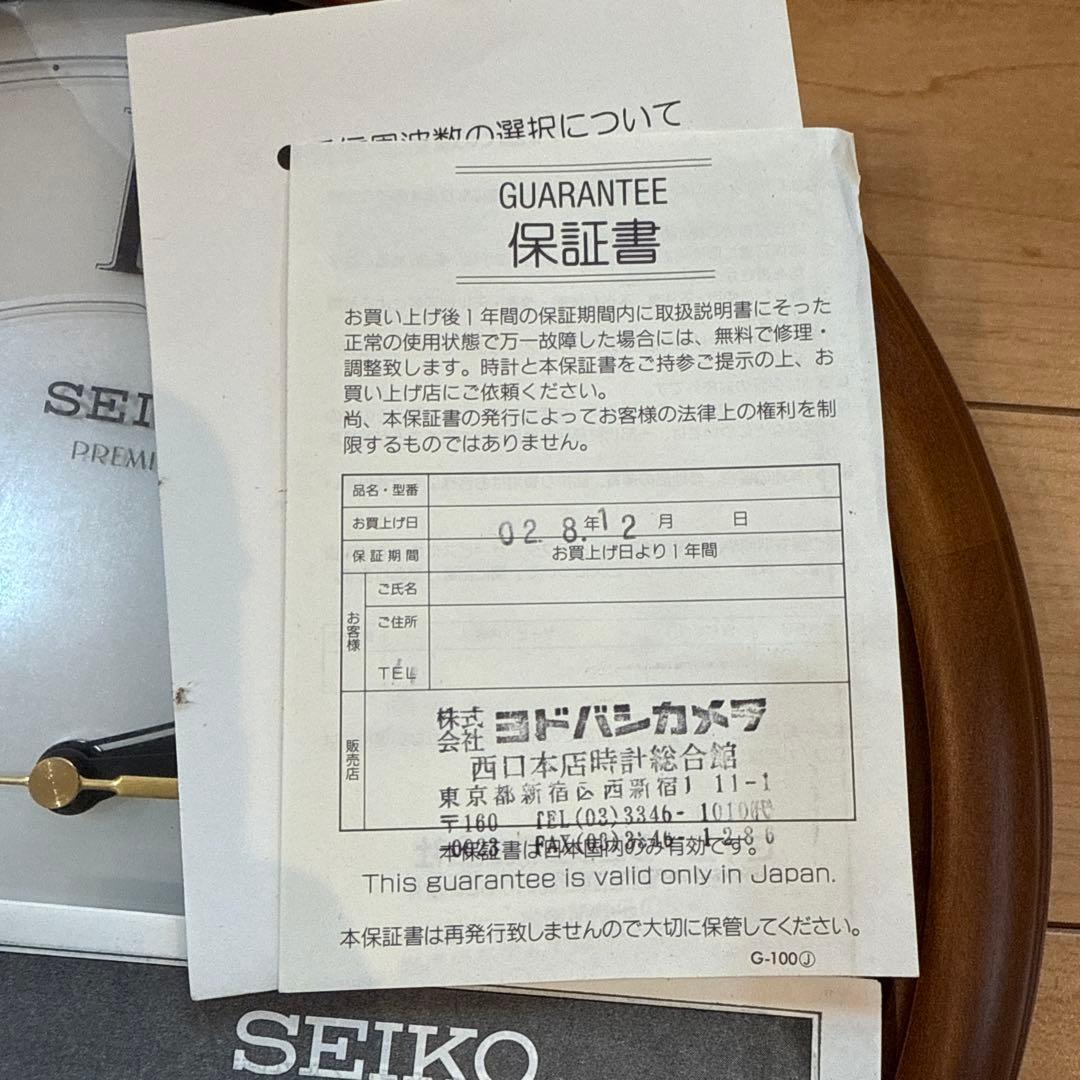 周波数の選択について
GUARANTEE
保証書
お買い上げ後1年間の保証期間内に取扱説明書にそった
正常の使用状態で万一故障した場合には、無料で修理・
調整致します。時計と本保証書をご持参ご提示の上、お
買い上げ店にご依頼ください。
尚、本保証書の発行によってお客様の法律上の権利を制
限するものではありません。
品名・型番
お買上げ日 02. 8.年12 月 日
保証期間 お買上げ日より1年間
お客様
ご氏名
ご住所
TEL
販売店
株式会社 ヨドバシカメラ
西口本店時計総合館
東京都新宿区西新宿1 11-1
〒160 TEL(03)3346-1010㈹
-0023 FAX(03)3346-1286
本保証書は日本国内のみ有効です。
This guarantee is valid only in Japan.
本保証書は再発行致しませんので大切に保管してください。
G-100Ⓙ
SEI
PREMI
SEIKO